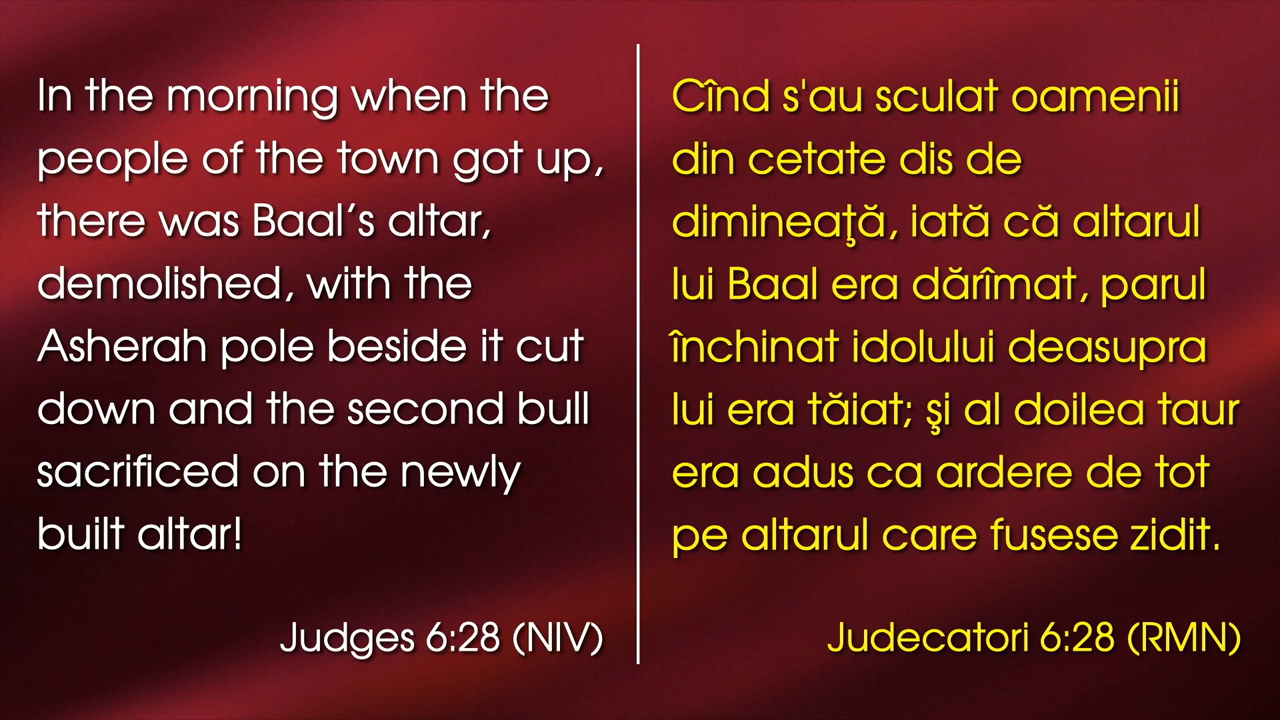 In the morning when the
people of the town got up,
there was Baal’s altar,
demolished, with the
Asherah pole beside it cut
down and the second bull
sacrificed on the newly
built altar!
Judges 6:28 (NIV)
Cînd s'au sculat oamenii
din cetate dis de
dimineaţă, iată că altarul
lui Baal era dărîmat, parul
închinat idolului deasupra
lui era tăiat; şi al doilea taur
era adus ca ardere de tot
pe altarul care fusese zidit.
Judecatori 6:28 (RMN)